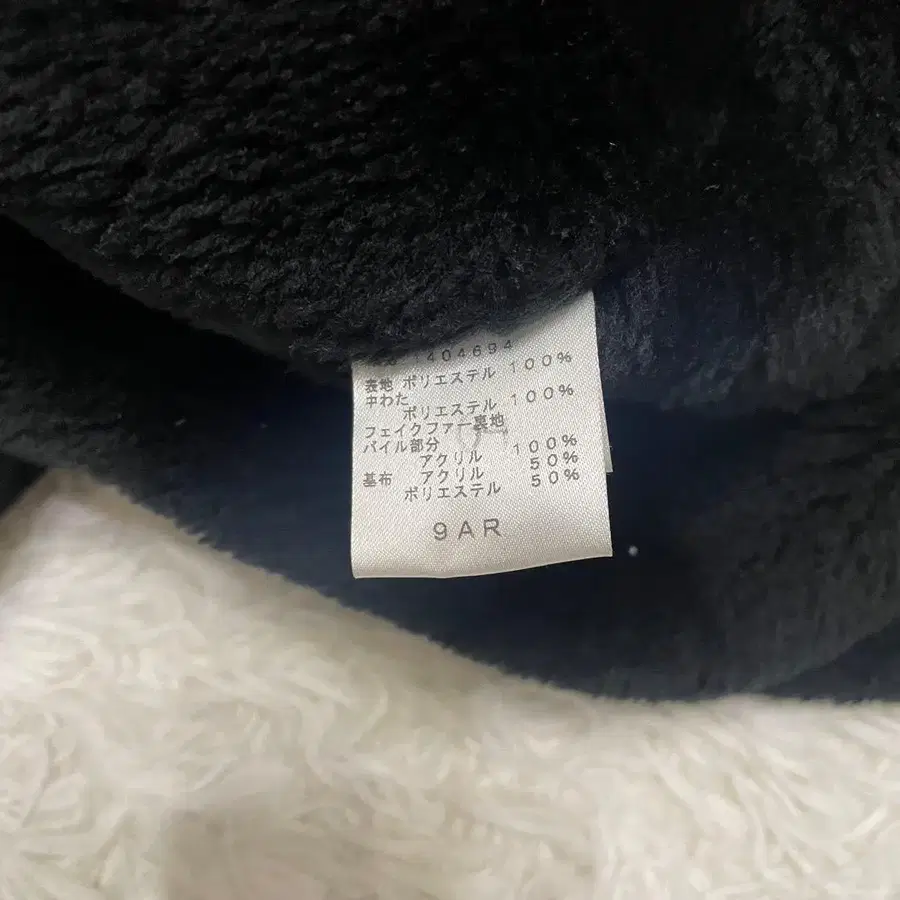 404694
表地 ポリエステル 100%
中わた
ポリエステル 100%
フェイクファー裏地
パイル部分
アクリル 100%
基布 アクリル 50%
ポリエステル 50%
9AR